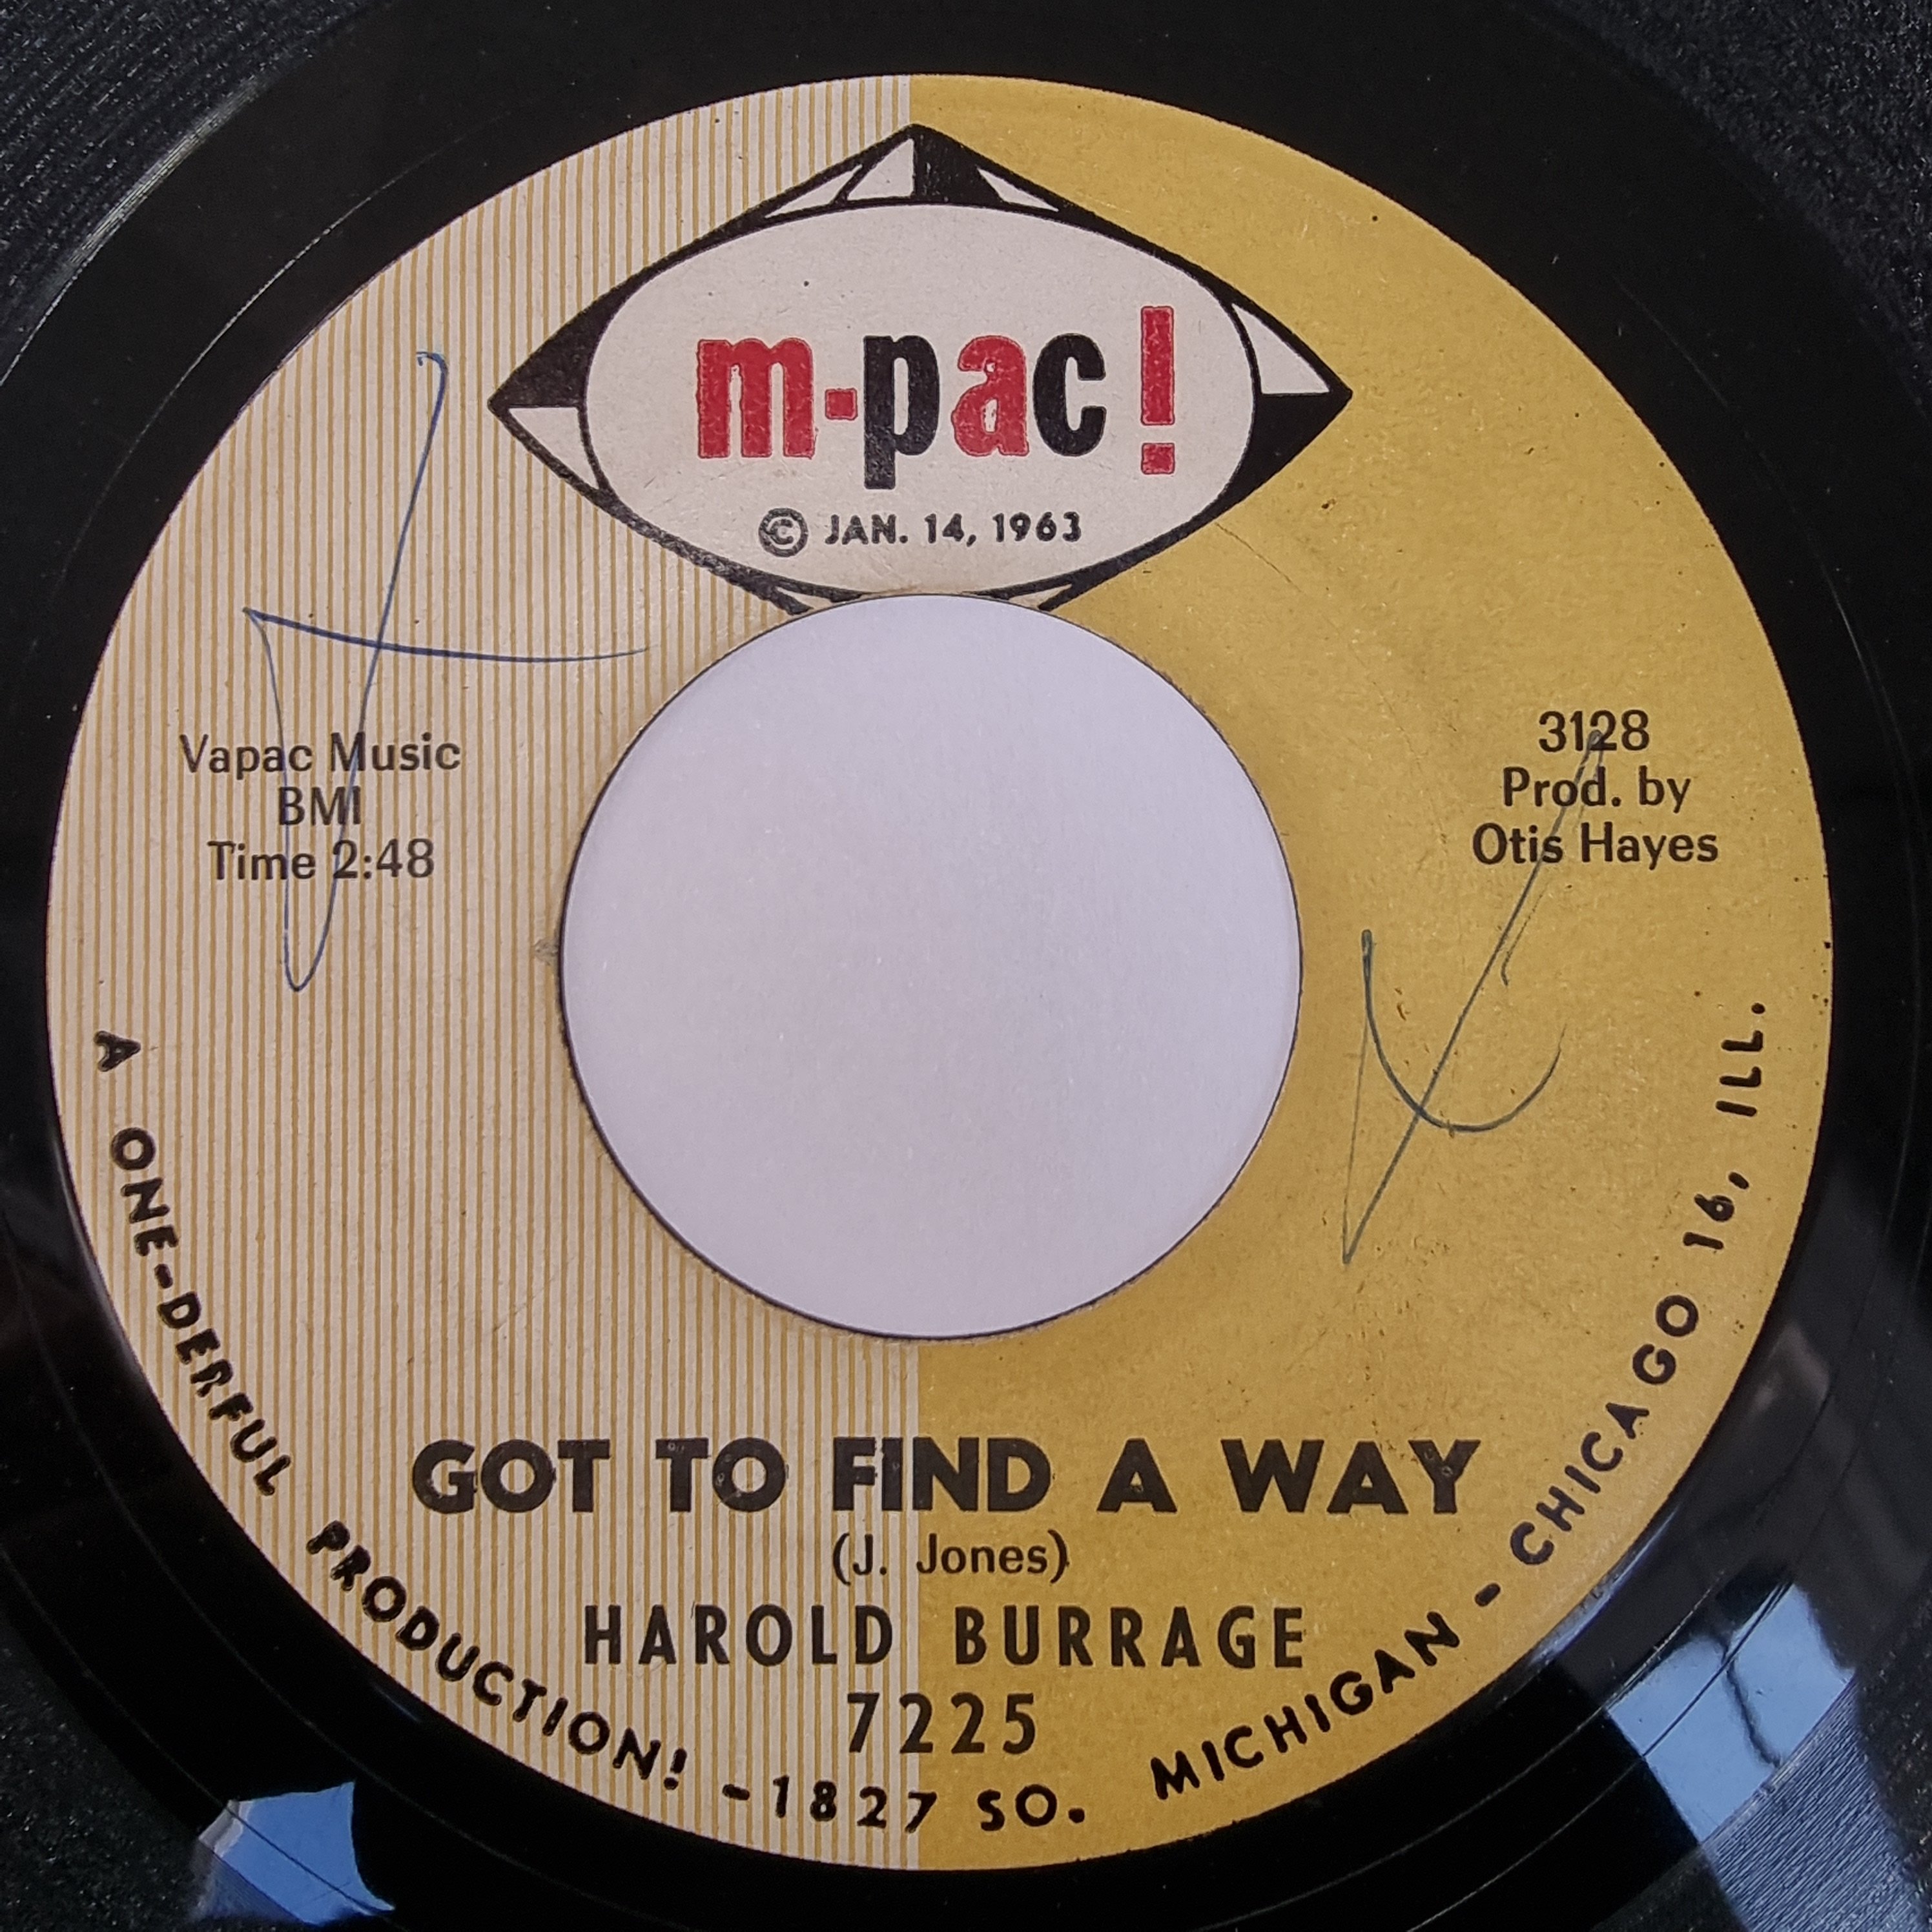 m-pac!
© JAN. 14, 1963
Vapac Music
BMI
Time 2:48
3128
Prod. by
Otis Hayes
GOT TO FIND A WAY
(J. Jones)
HAROLD BURRAGE
7225
A ONE-DERFUL PRODUCTION! -1827 SO. MICHIGAN - CHICAGO 16, ILL.